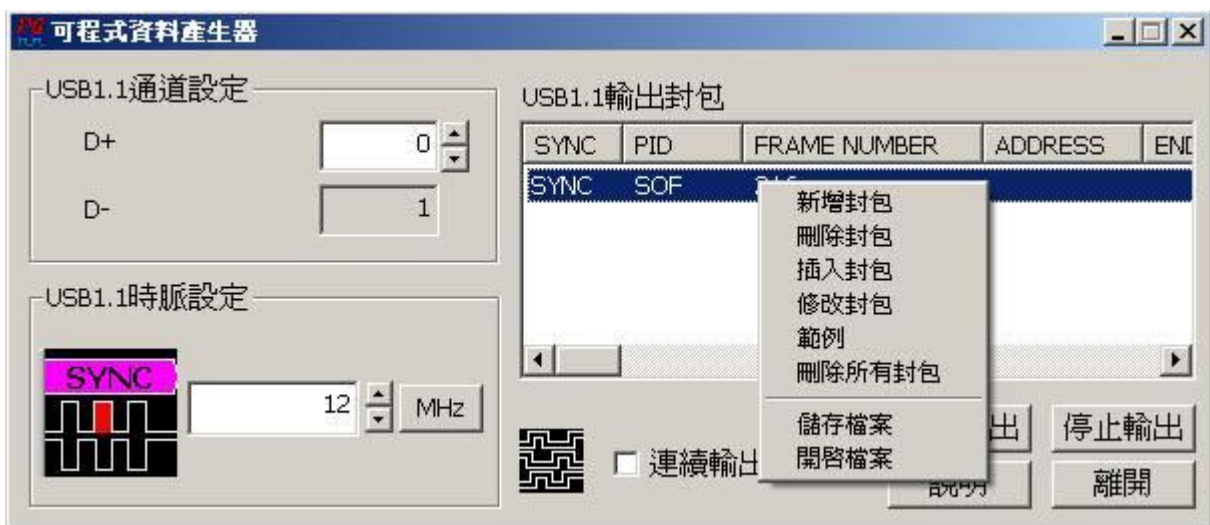 可程式資料產生器
USB1.1通道設定
D+
0
D-
1
USB1.1時脈設定
SYNC
12
MHz
USB1.1輸出封包
SYNC PID FRAME NUMBER ADDRESS
SYNC SOF
新增封包
刪除封包
插入封包
修改封包
範例
刪除所有封包
儲存檔案
開啓檔案
連續輸出
出
停止輸出
說明
離開